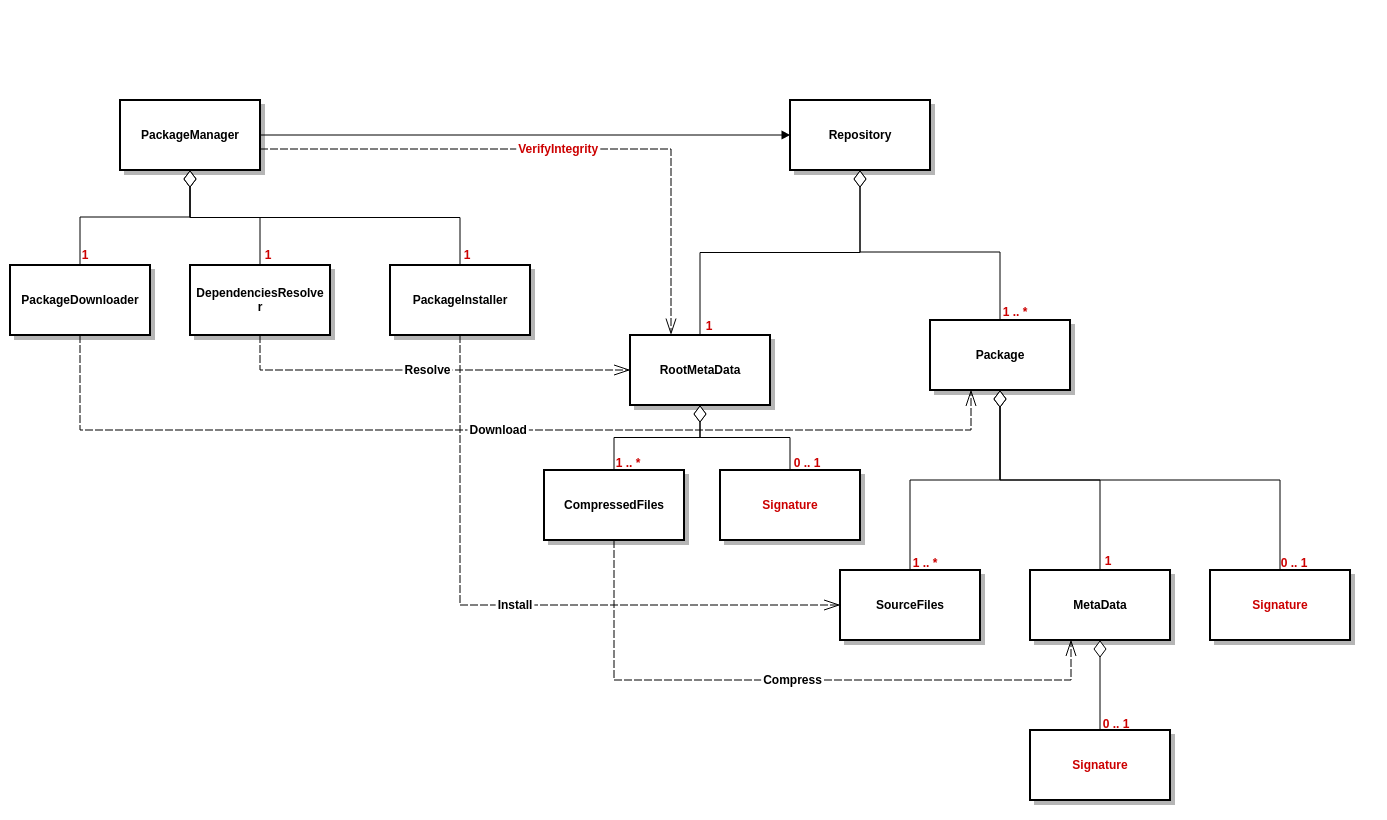 PackageManager
Repository
VerifyIntegrity
1
1
1
PackageDownloader
DependenciesResolve
r
PackageInstaller
1
1 .. *
RootMetaData
Package
Resolve
Download
1 .. *
0 .. 1
CompressedFiles
Signature
1 .. *
1
0 .. 1
Install
SourceFiles
MetaData
Signature
Compress
0 .. 1
Signature